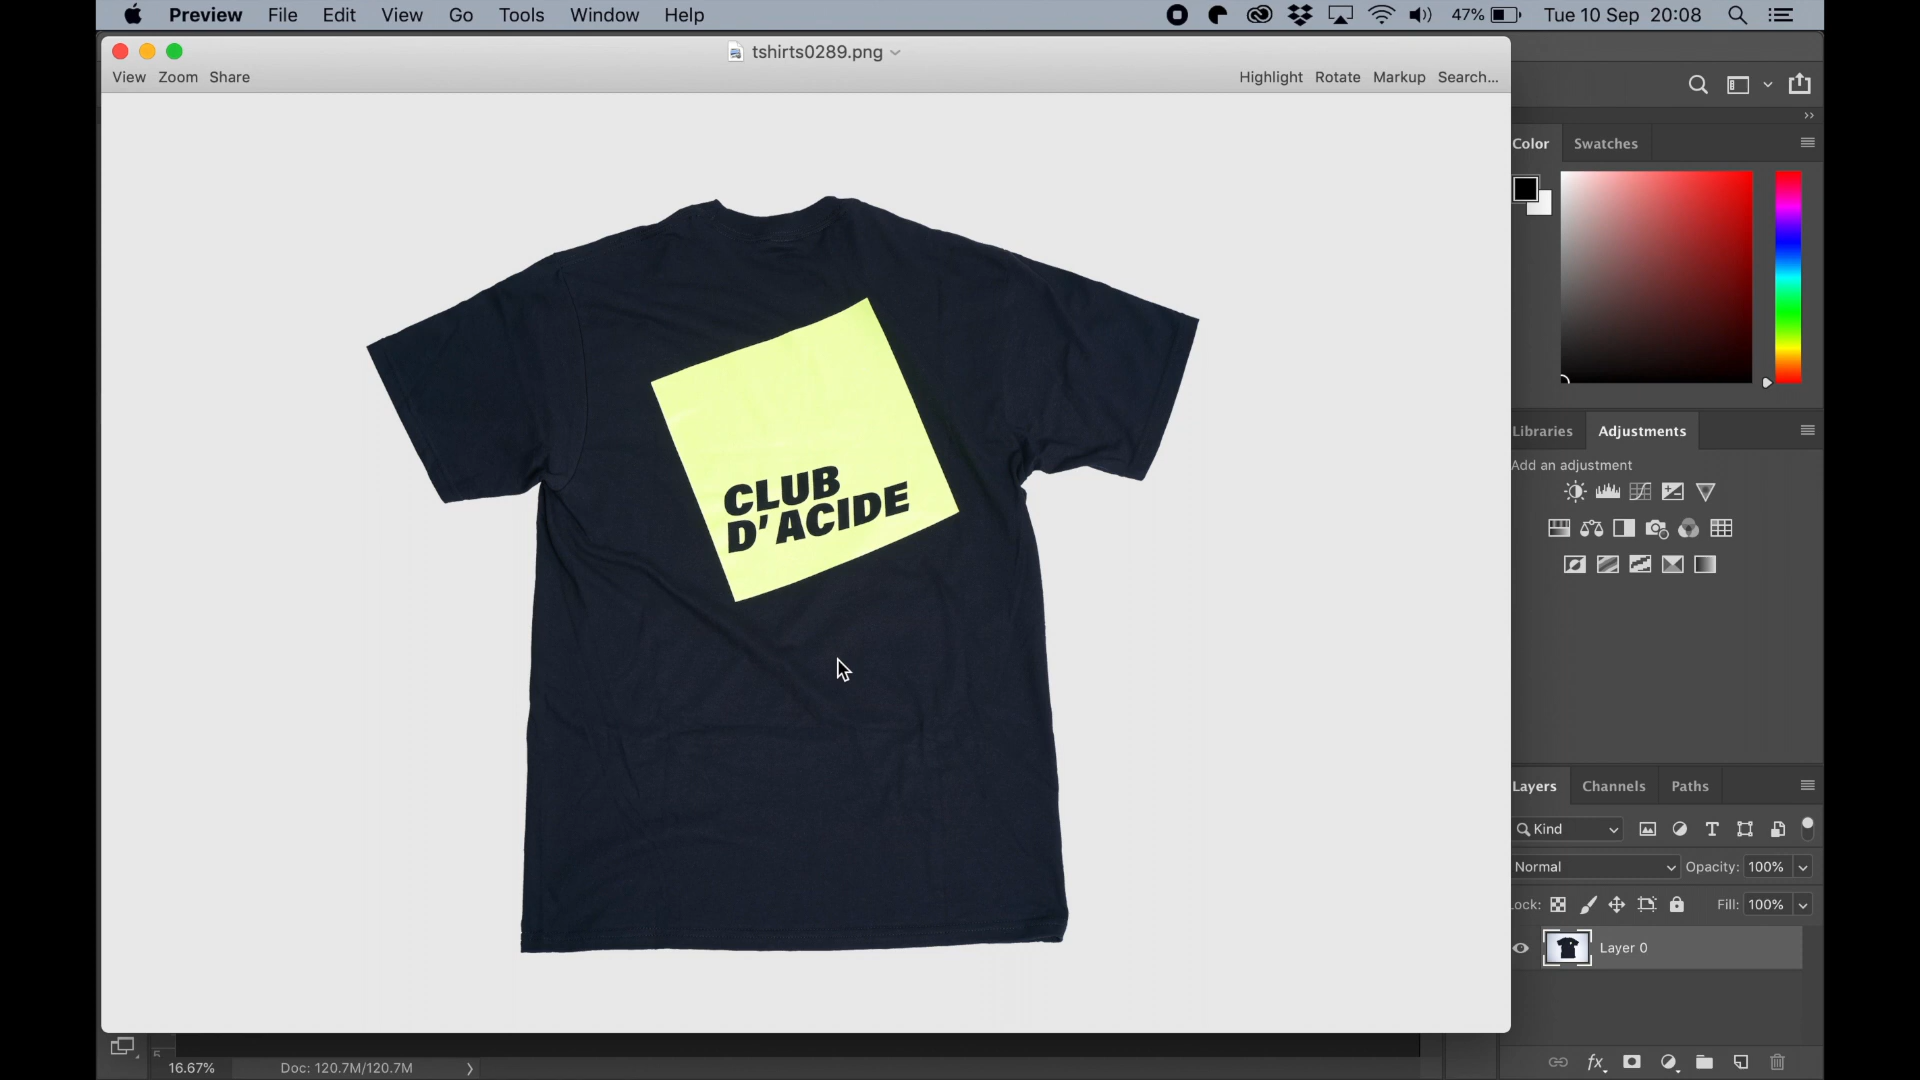 Preview File Edit View Go Tools Window Help 47% Tue 10 Sep 20:08
tshirts0289.png
View Zoom Share Highlight Rotate Markup Search...
Color Swatches
CLUB
D'ACIDE
Libraries Adjustments
Add an adjustment
Layers Channels Paths
Kind
Normal Opacity: 100%
Fill: 100%
Layer 0
16.67% Doc: 120.7M/120.7M